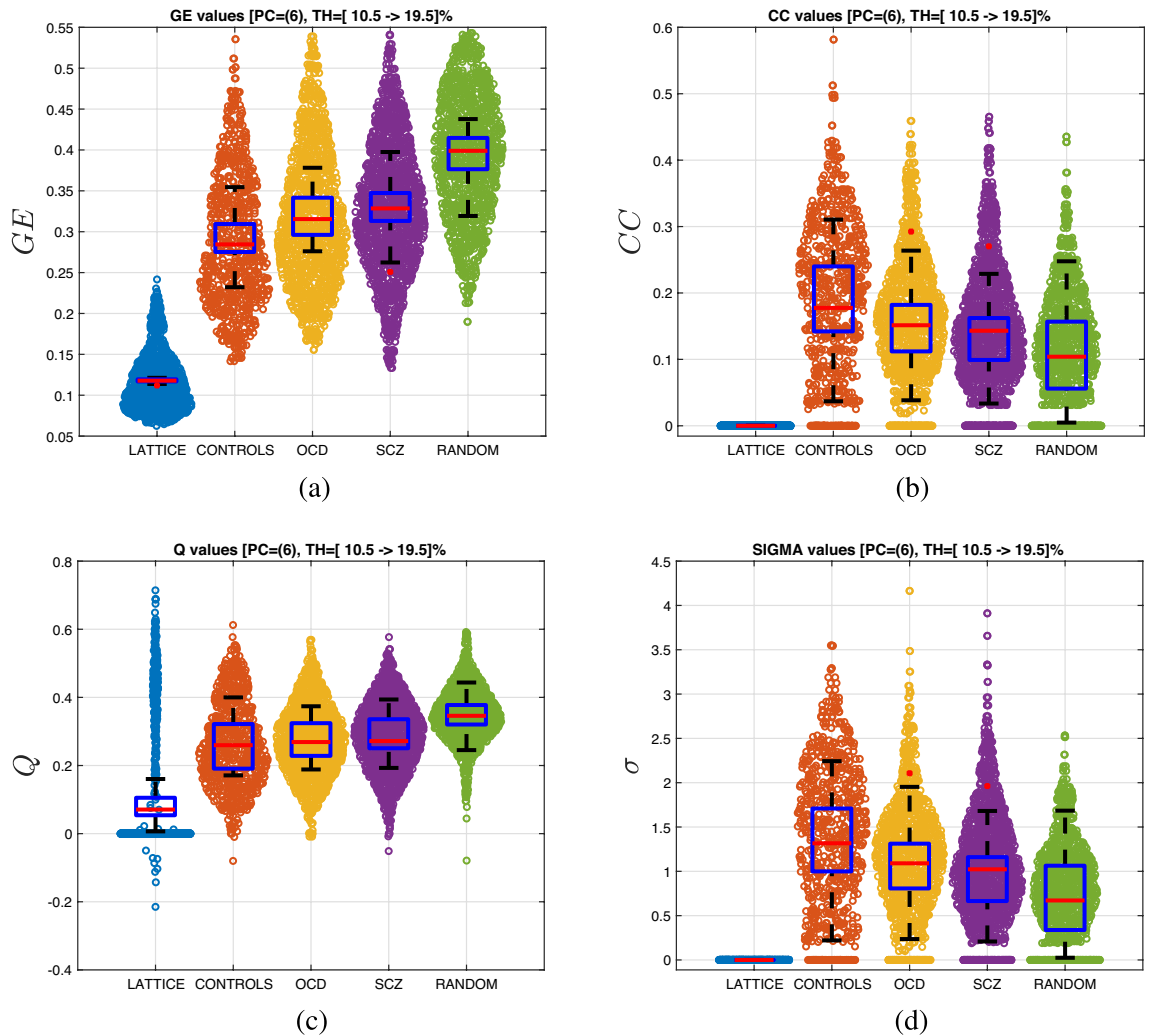 GE values [PC=(6), TH=[ 10.5 -> 19.5]%
0.55
0.5
0.45
0.4
0.35
0.3
0.25
0.2
0.15
0.1
0.05
GE
LATTICE CONTROLS OCD SCZ RANDOM
(a)
CC values [PC=(6), TH=[ 10.5 -> 19.5]%
0.6
0.5
0.4
0.3
0.2
0.1
0
CC
LATTICE CONTROLS OCD SCZ RANDOM
(b)
Q values [PC=(6), TH=[ 10.5 -> 19.5]%
0.8
0.6
0.4
0.2
0
-0.2
-0.4
Q
LATTICE CONTROLS OCD SCZ RANDOM
(c)
SIGMA values [PC=(6), TH=[ 10.5 -> 19.5]%
4.5
4
3.5
3
2.5
2
1.5
1
0.5
0
σ
LATTICE CONTROLS OCD SCZ RANDOM
(d)